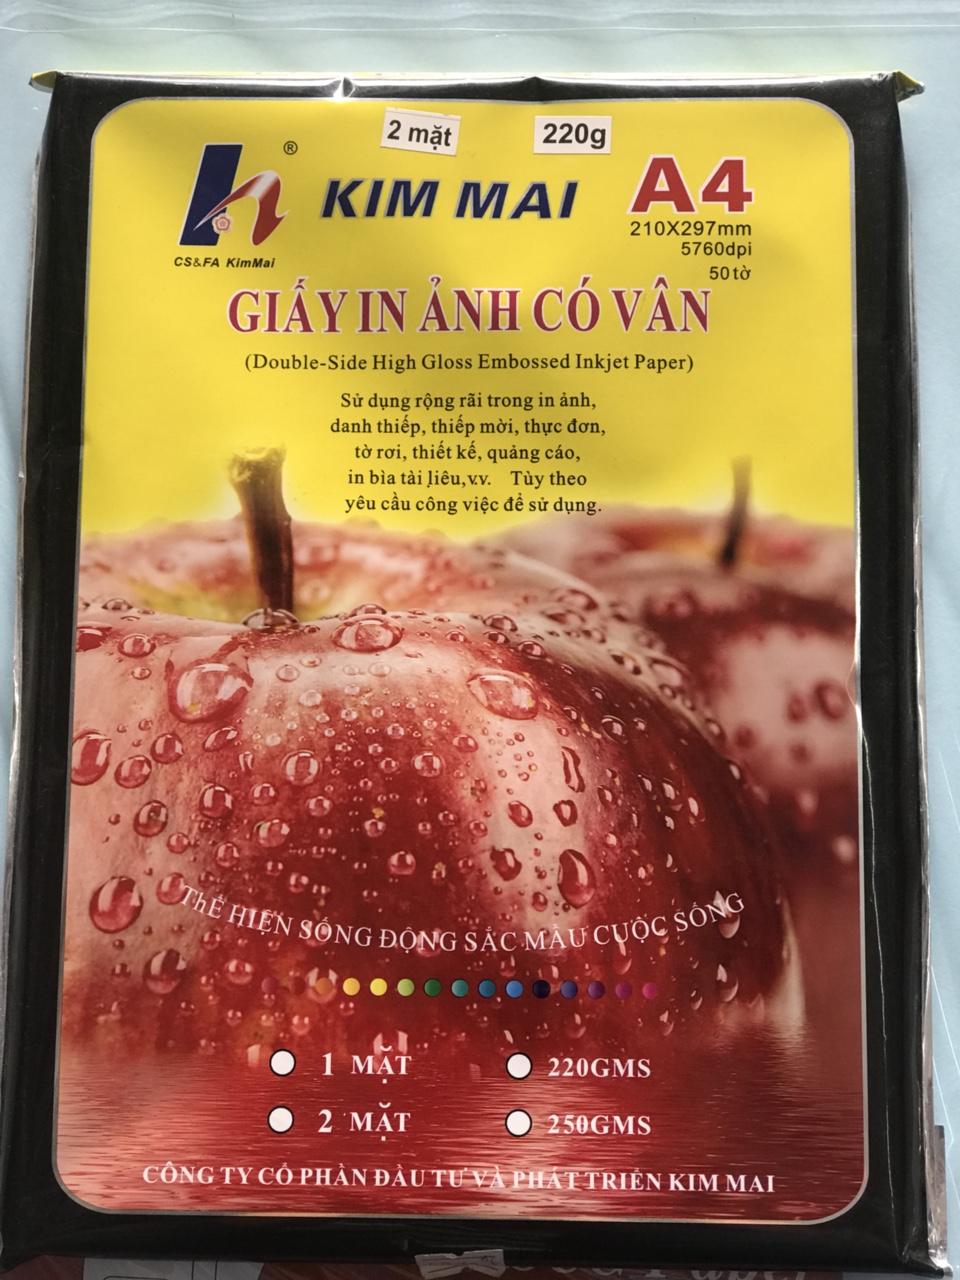 2 mặt
220g
®
KIM MAI
A4
210X297mm
5760dpi
50 tờ
CS&FA KimMai
GIẤY IN ẢNH CÓ VÂN
(Double-Side High Gloss Embossed Inkjet Paper)
Sử dụng rộng rãi trong in ảnh,
danh thiếp, thiếp mời, thực đơn,
tờ rơi, thiết kế, quảng cáo,
in bìa tài liêu,v.v. Tùy theo
yêu cầu công việc để sử dụng.
ThỂ HIỆN SỐNG ĐỘNG SẮC MẦU CUỘC SỐNG
1 MẶT
220GMS
2 MẶT
250GMS
CÔNG TY CỔ PHẦN ĐẦU TƯ VÀ PHÁT TRIỂN KIM MAI